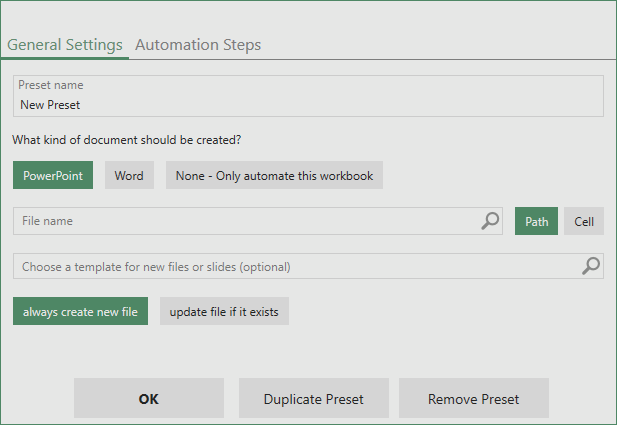 General Settings Automation Steps
Preset name
New Preset
What kind of document should be created?
PowerPoint Word None - Only automate this workbook
File name Path Cell
Choose a template for new files or slides (optional)
always create new file update file if it exists
OK Duplicate Preset Remove Preset